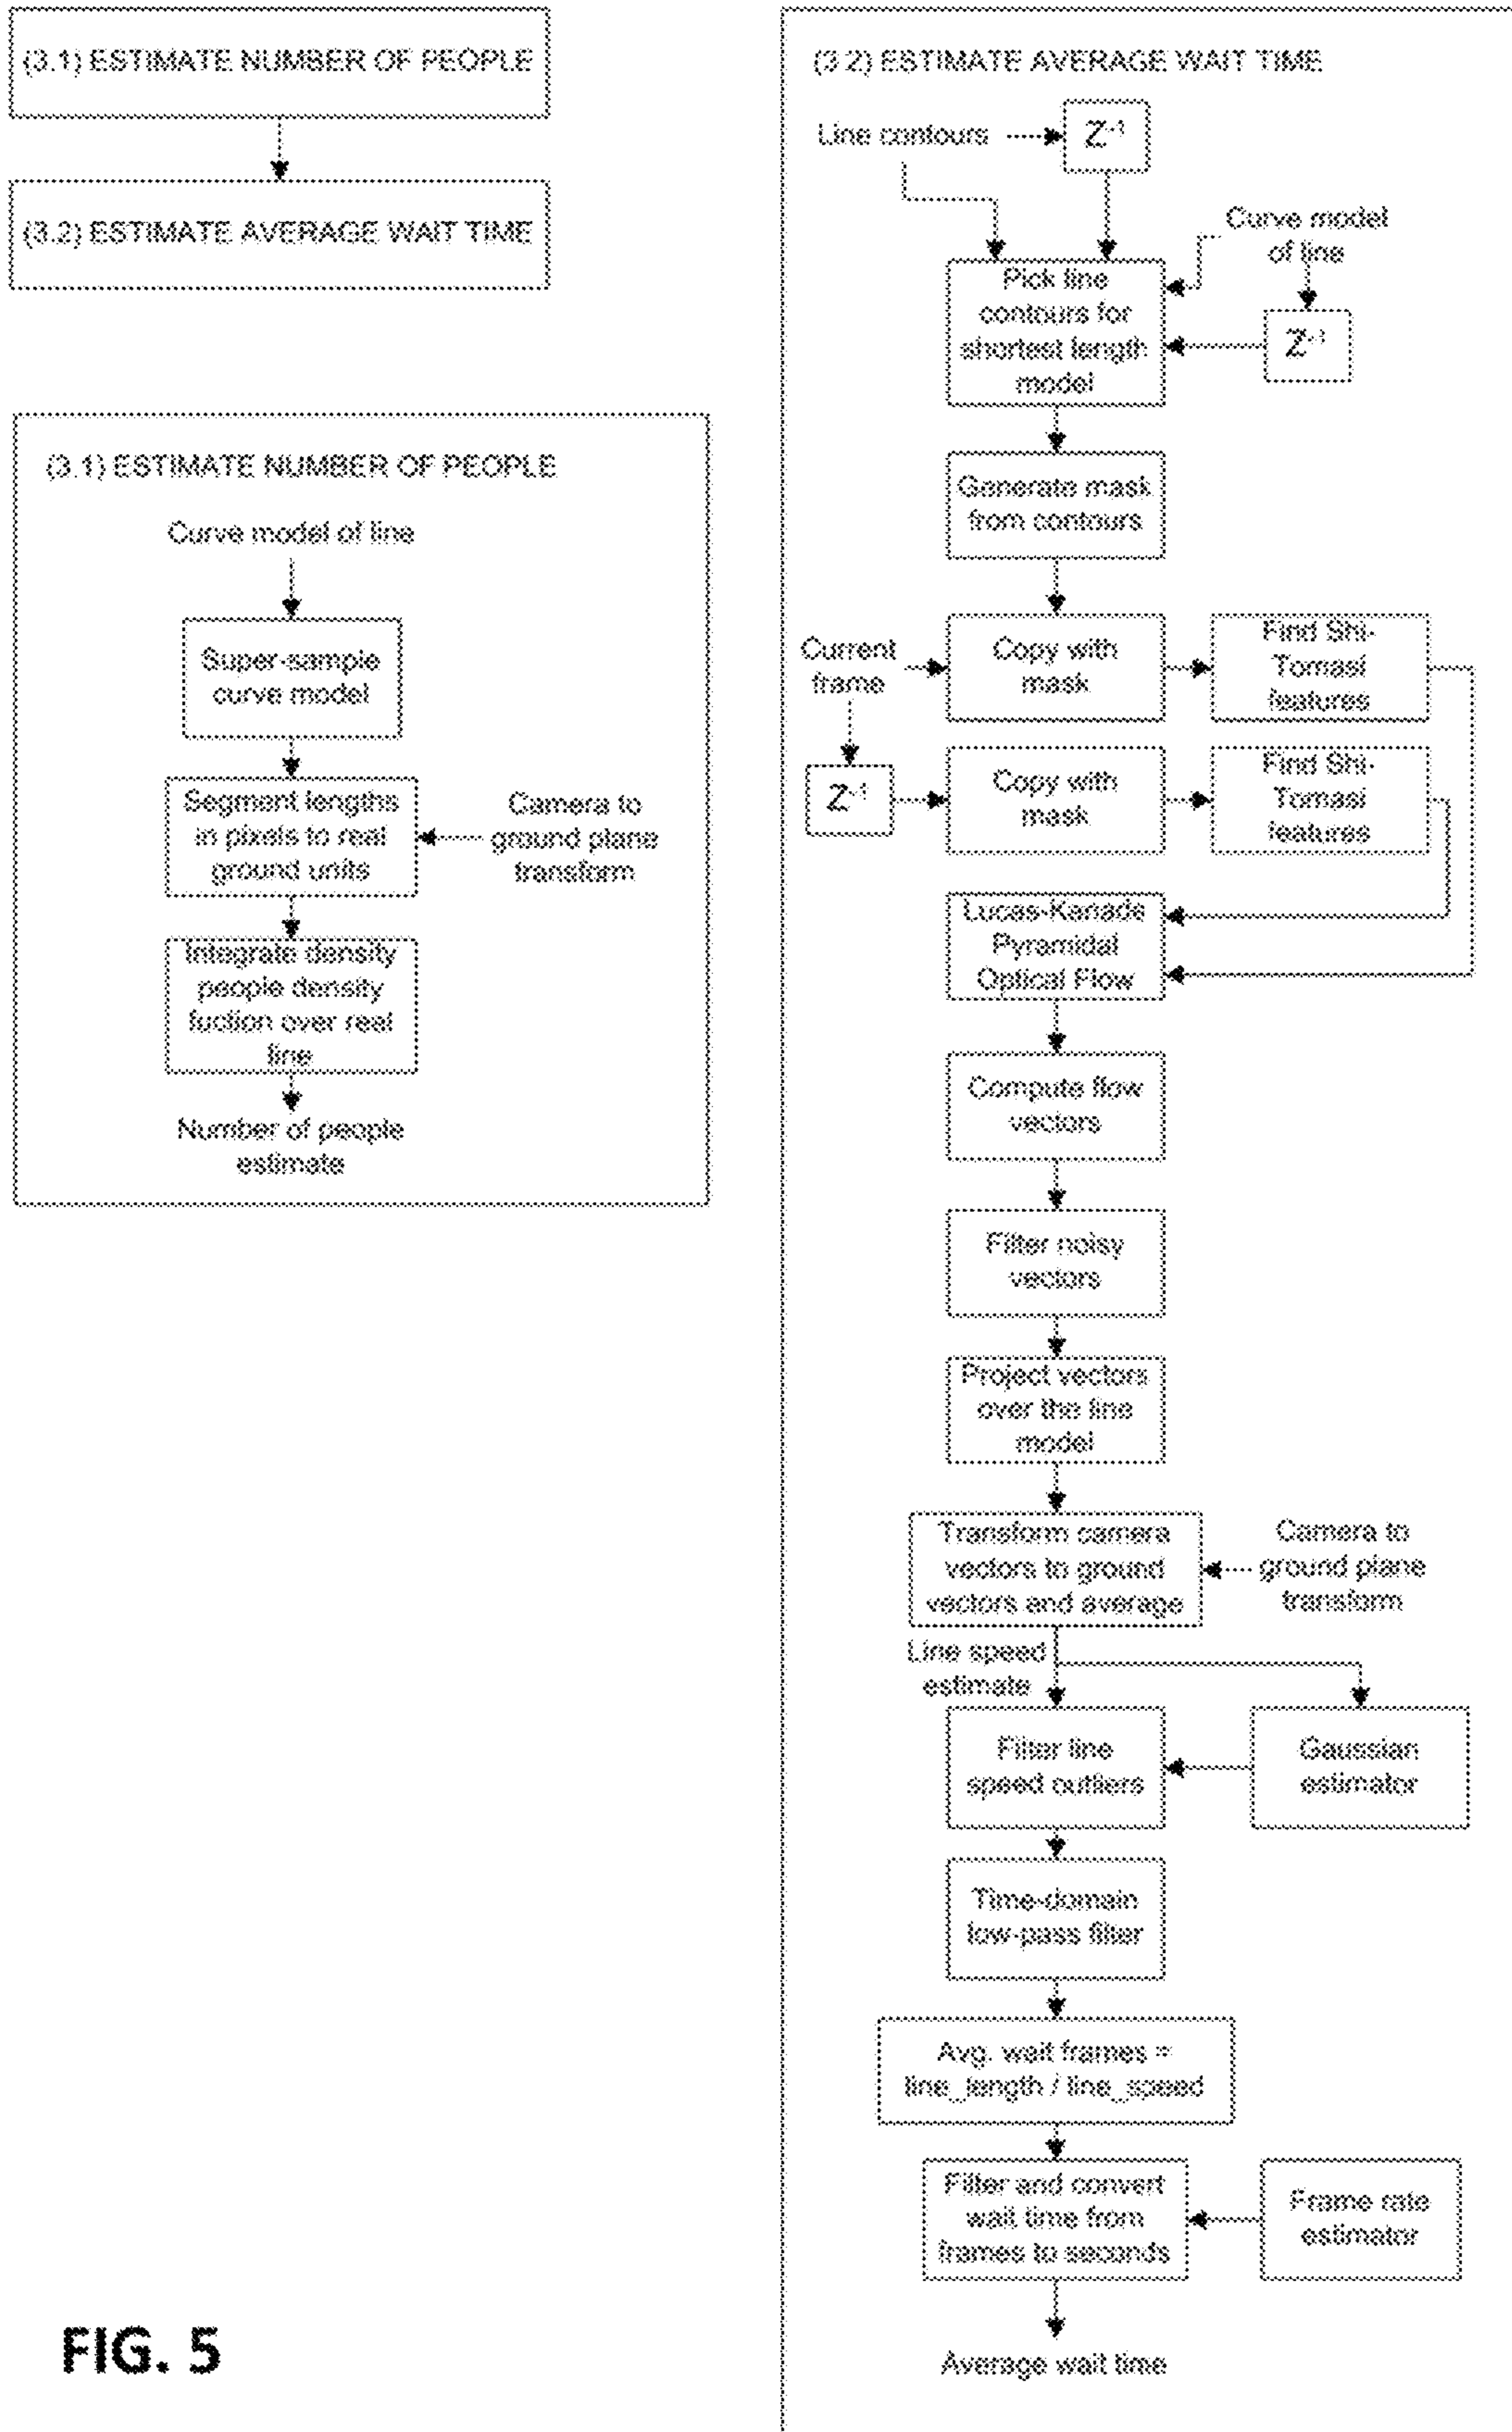 (3.1) ESTIMATE NUMBER OF PEOPLE
(3.2) ESTIMATE AVERAGE WAIT TIME
(3.1) ESTIMATE NUMBER OF PEOPLE
Curve model of line
Super-sample
curve model
Segment lengths
in pixels to real
ground units
Camera to
ground plane
transform
Integrate density
people density
fuction over real
line
Number of people
estimate
(3.2) ESTIMATE AVERAGE WAIT TIME
Line contours
Z-1
Curve model
of line
Z-1
Pick line
contours for
shortest length
model
Generate mask
from contours
Current
frame
Copy with
mask
Find Shi-
Tomasi
features
Z-1
Copy with
mask
Find Shi-
Tomasi
features
Lucas-Kanade
Pyramidal
Optical Flow
Compute flow
vectors
Filter noisy
vectors
Project vectors
over the line
model
Transform camera
vectors to ground
vectors and average
Camera to
ground plane
transform
Line speed
estimate
Filter line
speed outliers
Gaussian
estimator
Time-domain
low-pass filter
Avg. wait frames =
line_length / line_speed
Filter and convert
wait time from
frames to seconds
Frame rate
estimator
Average wait time
FIG. 5